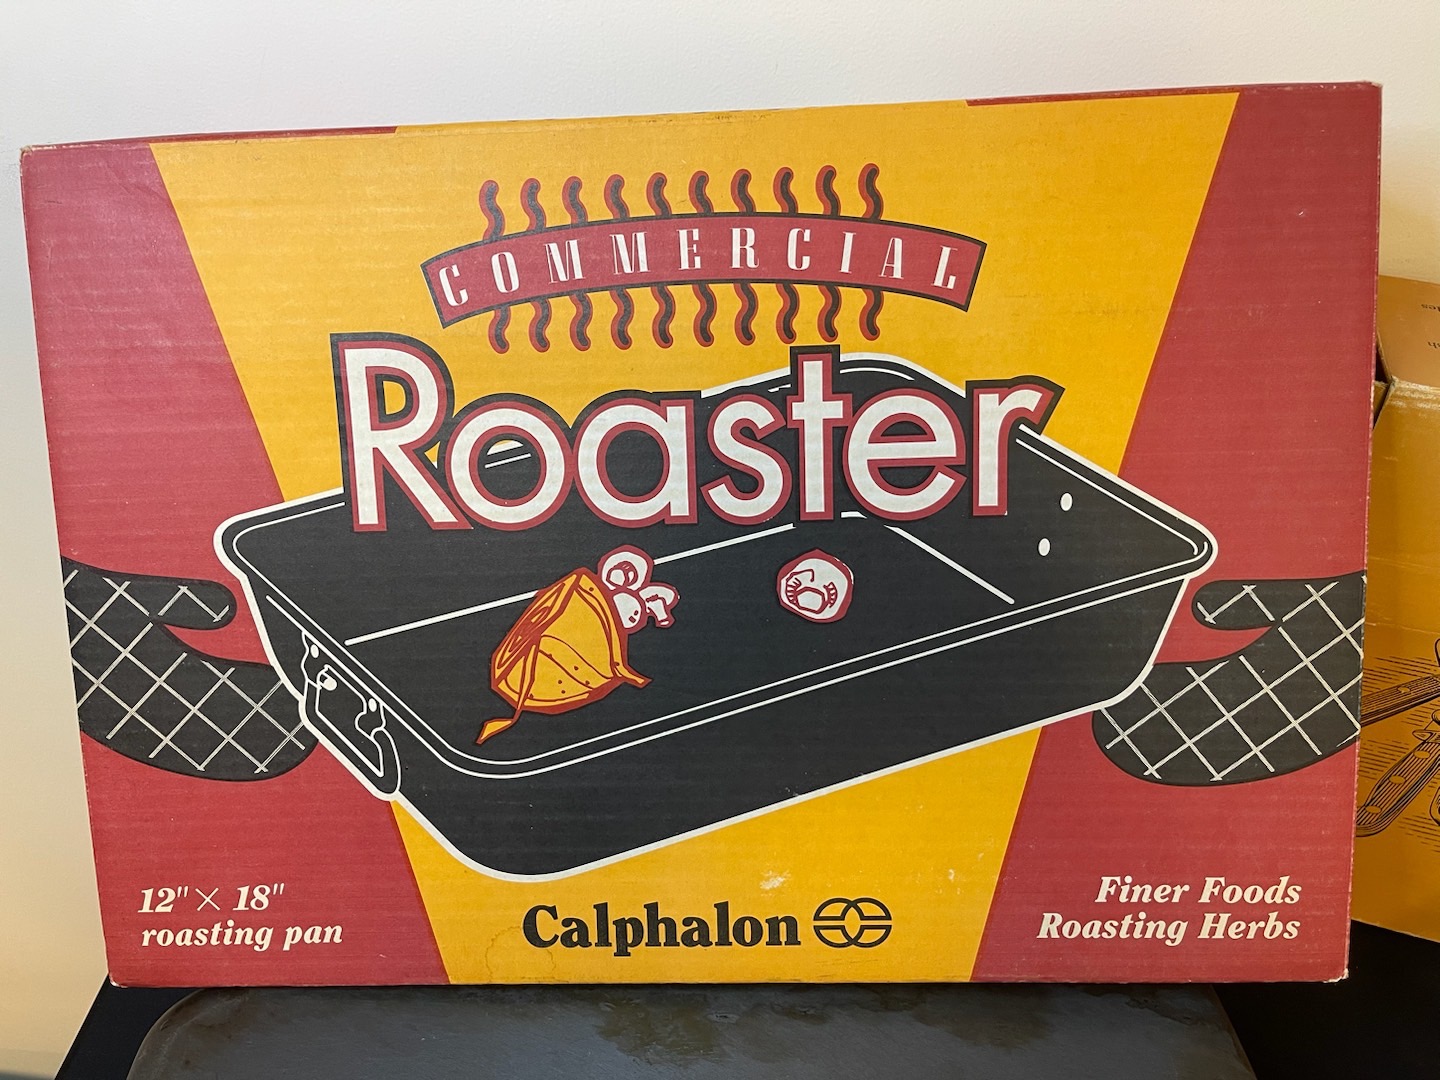 COMMERCIAL
Roaster
12" × 18"
roasting pan
Calphalon
Finer Foods
Roasting Herbs